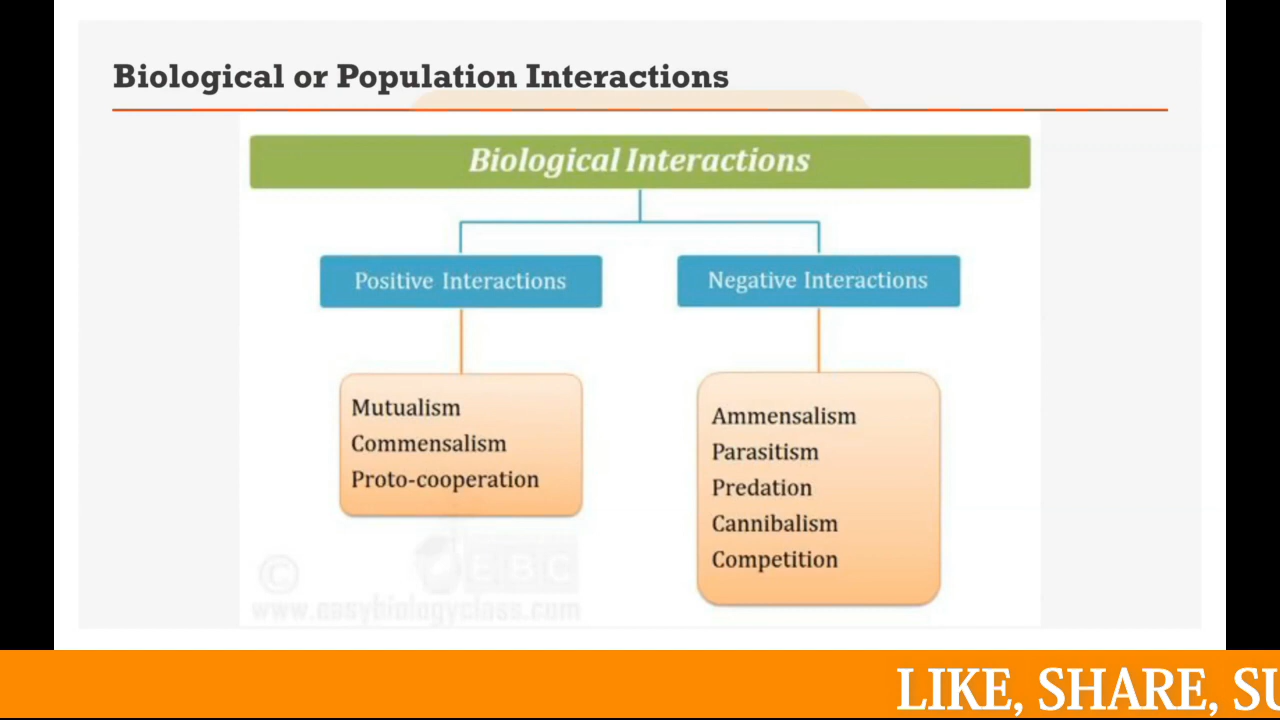 Biological or Population Interactions
Biological Interactions
Positive Interactions
Negative Interactions
Mutualism
Commensalism
Proto-cooperation
Ammensalism
Parasitism
Predation
Cannibalism
Competition
©
EBC
www.easybiologyclass.com
LIKE, SHARE, SU